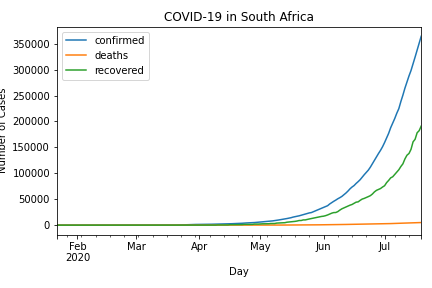 COVID-19 in South Africa
confirmed
deaths
recovered
350000
300000
250000
200000
150000
100000
50000
0
Number of Cases
Feb Mar Apr May Jun Jul
2020
Day